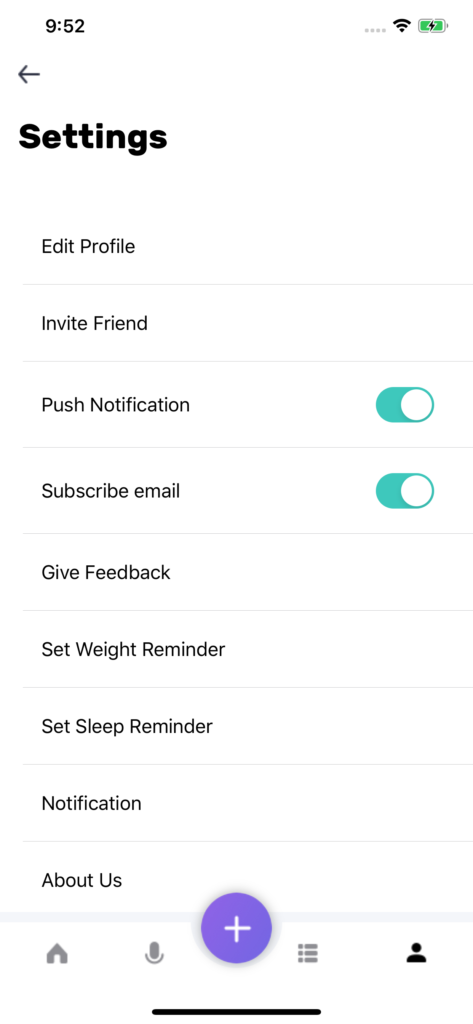 9:52
Settings
Edit Profile
Invite Friend
Push Notification
Subscribe email
Give Feedback
Set Weight Reminder
Set Sleep Reminder
Notification
About Us